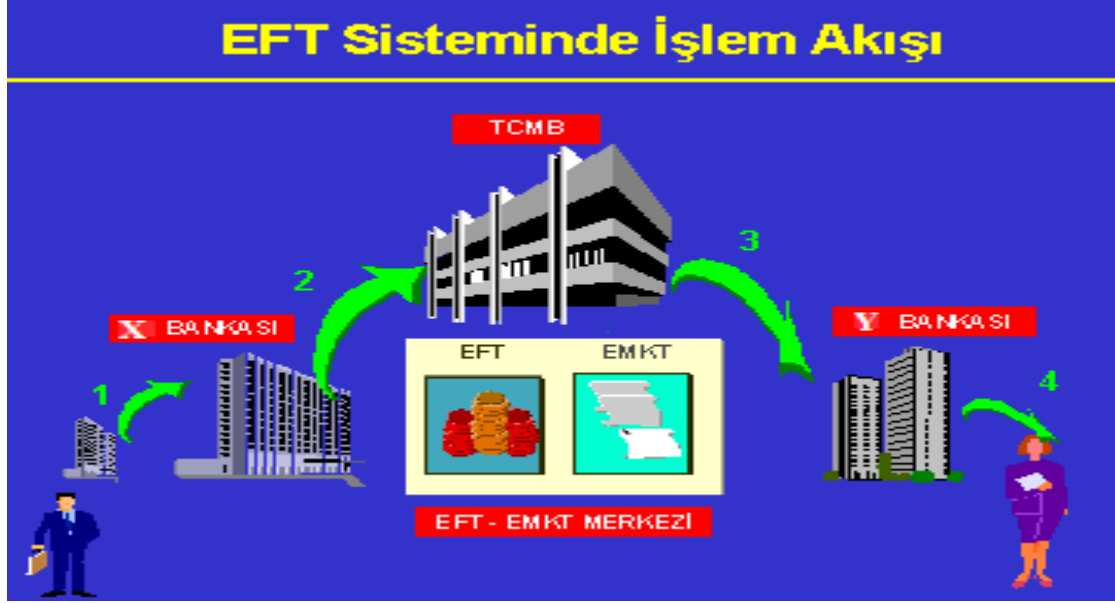 EFT Sisteminde İşlem Akışı
TCMB
3
2
X BANKASI
Y BANKASI
EFT EMKT
1
4
EFT - EMKT MERKEZİ